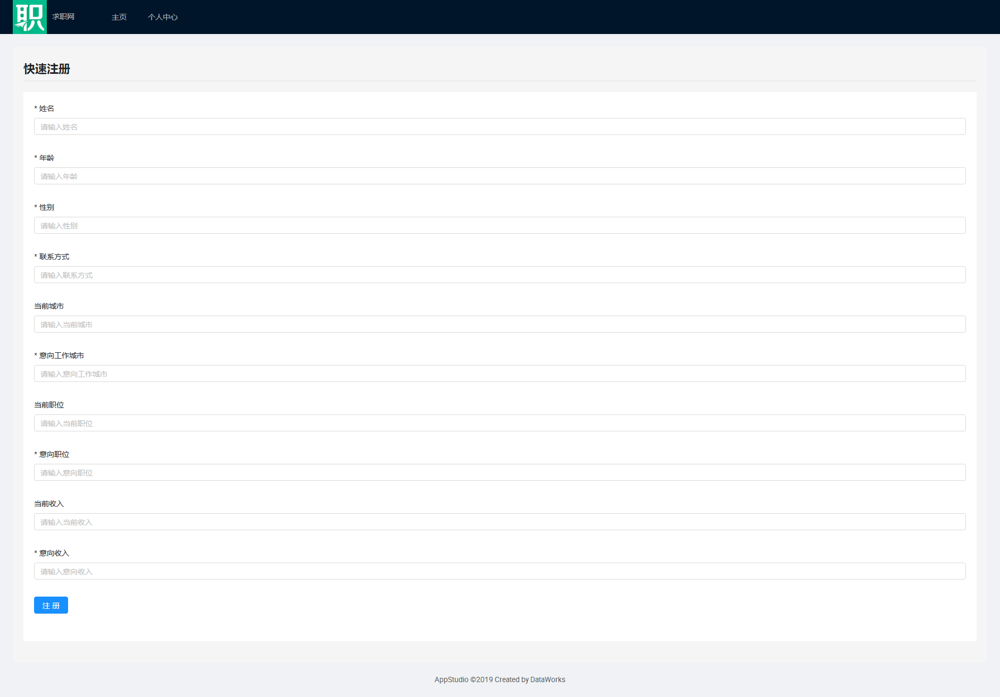 职 求职网 主页 个人中心
快速注册
* 姓名
请输入姓名
* 年龄
请输入年龄
* 性别
请输入性别
* 联系方式
请输入联系方式
当前城市
请输入当前城市
* 意向工作城市
请输入意向工作城市
当前职位
请输入当前职位
* 意向职位
请输入意向职位
当前收入
请输入当前收入
* 意向收入
请输入意向收入
注 册
AppStudio ©2019 Created by DataWorks